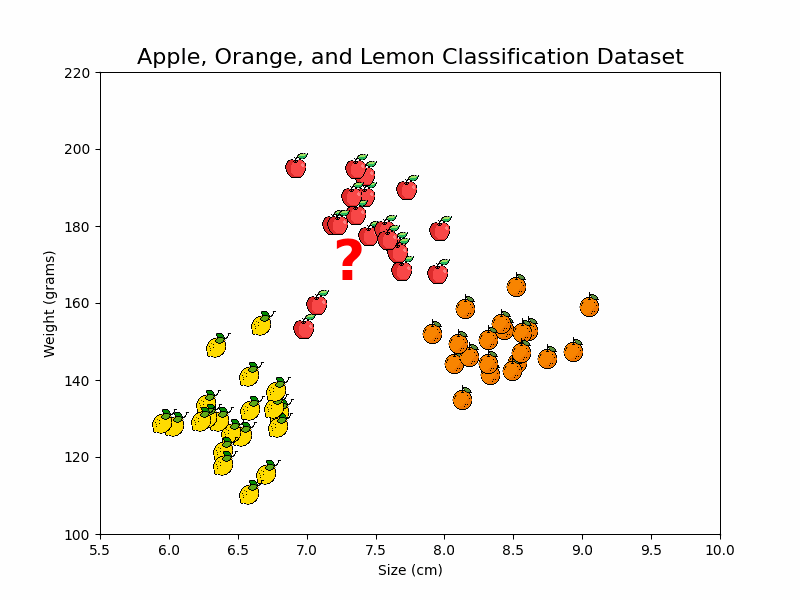 Apple, Orange, and Lemon Classification Dataset
220
200
180
160
140
120
100
Weight (grams)
?
5.5 6.0 6.5 7.0 7.5 8.0 8.5 9.0 9.5 10.0
Size (cm)